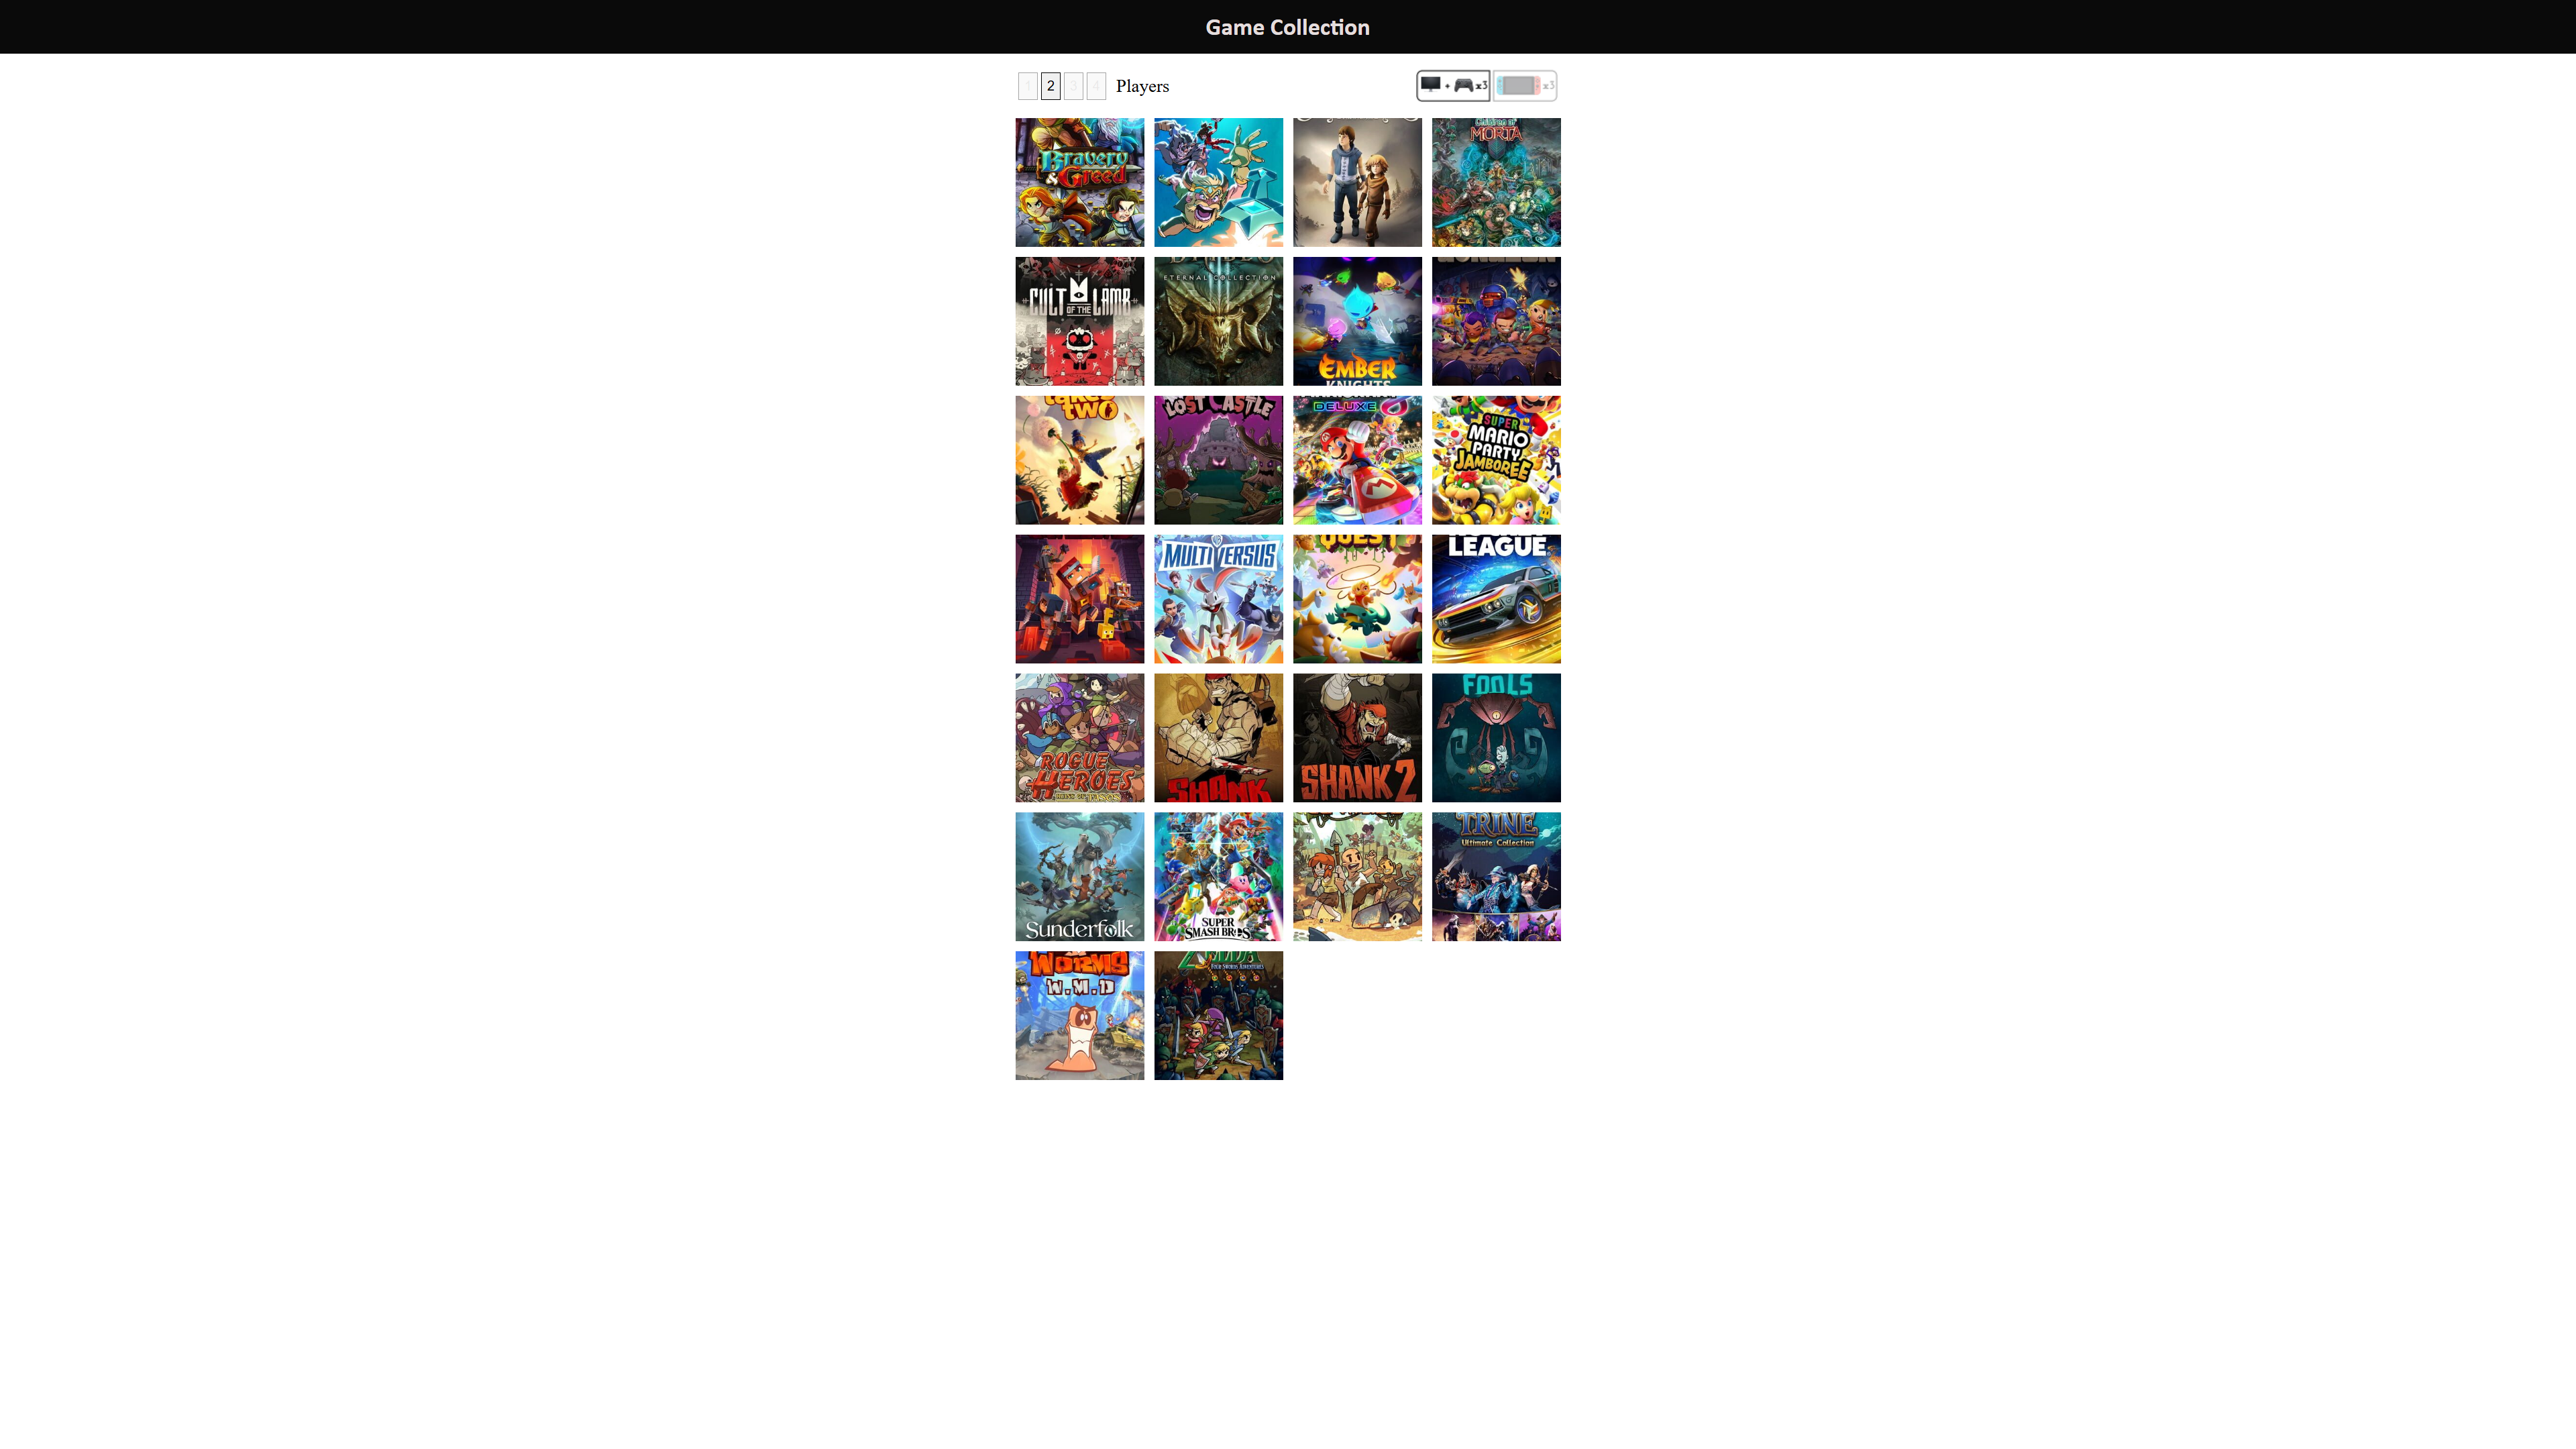 Game Collection
1 2 3 4 Players
x3 x3
Bravery
& Greed
Children of
MORTA
CULT
OF THE
LAMB
ETERNAL COLLECTION
EMBER
KNIGHTS
takes
two
LOST CASTLE
DELUXE 8
SUPER
MARIO
PARTY
JAMBOREE
MULTIVERSUS
QUEST
LEAGUE
ROGUE
HEROES
SHANK
SHANK 2
FOOLS
Sunderfolk
SUPER
SMASH BROS
TRINE
Ultimate Collection
WORMS
W.M.D
ZELDA
FOUR SWORDS ADVENTURES